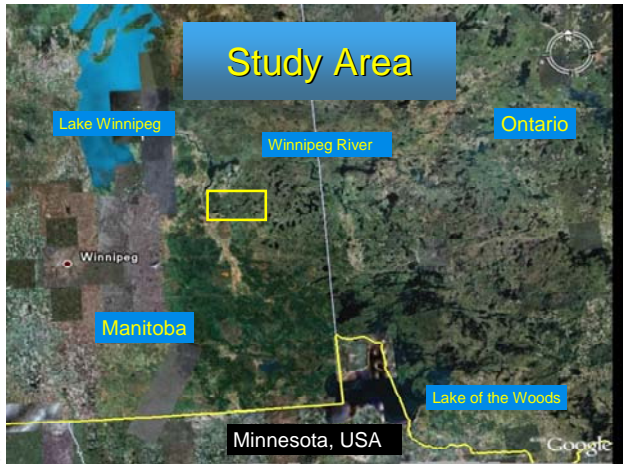 Study Area
Lake Winnipeg
Ontario
Winnipeg River
Winnipeg
Manitoba
Lake of the Woods
Minnesota, USA
Google